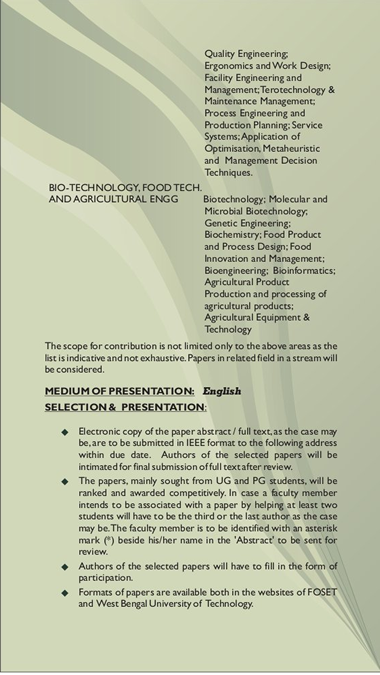 Quality Engineering;
Ergonomics and Work Design;
Facility Engineering and
Management; Terotechnology &
Maintenance Management;
Process Engineering and
Production Planning; Service
Systems; Application of
Optimisation, Metaheuristic
and Management Decision
Techniques.
BIO-TECHNOLOGY, FOOD TECH.
AND AGRICULTURAL ENGG Biotechnology; Molecular and
Microbial Biotechnology;
Genetic Engineering;
Biochemistry; Food Product
and Process Design; Food
Innovation and Management;
Bioengineering; Bioinformatics;
Agricultural Product
Production and processing of
agricultural products;
Agricultural Equipment &
Technology
The scope for contribution is not limited only to the above areas as the
list is indicative and not exhaustive. Papers in related field in a stream will
be considered.
MEDIUM OF PRESENTATION: English
SELECTION & PRESENTATION:
◆ Electronic copy of the paper abstract / full text, as the case may
be, are to be submitted in IEEE format to the following address
within due date. Authors of the selected papers will be
intimated for final submission of full text after review.
◆ The papers, mainly sought from UG and PG students, will be
ranked and awarded competitively. In case a faculty member
intends to be associated with a paper by helping at least two
students will have to be the third or the last author as the case
may be. The faculty member is to be identified with an asterisk
mark (*) beside his/her name in the 'Abstract' to be sent for
review.
◆ Authors of the selected papers will have to fill in the form of
participation.
◆ Formats of papers are available both in the websites of FOSET
and West Bengal University of Technology.